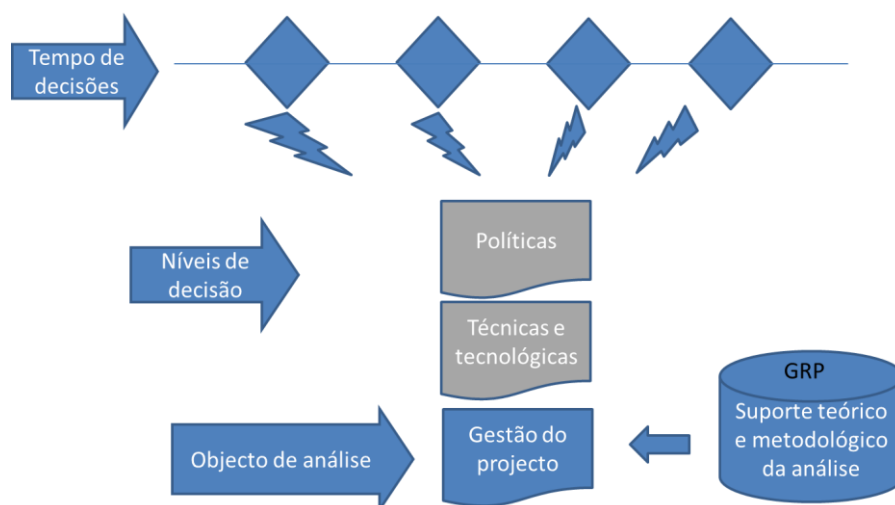 Tempo de
decisões
Políticas
Níveis de
decisão
Técnicas e
tecnológicas
GRP
Suporte teórico
e metodológico
da análise
Objecto de análise
Gestão do
projecto